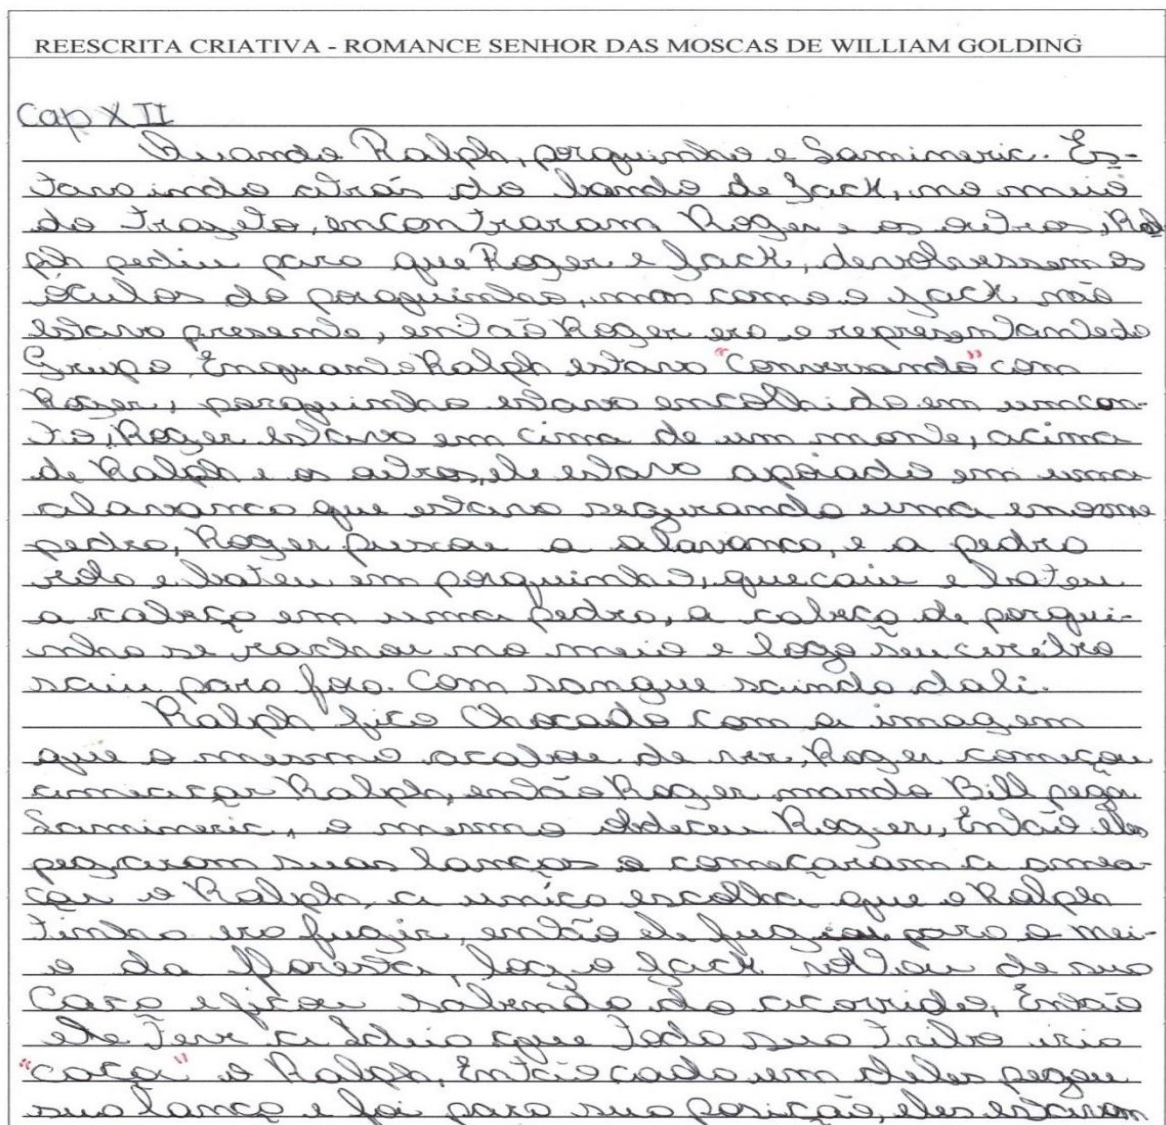 REESCRITA CRIATIVA - ROMANCE SENHOR DAS MOSCAS DE WILLIAM GOLDING
Cap XII
Quando Ralph, porquinho e Samineric. Es-
tava indo atrás do bando de Jack, no meio
do trageto, encontraram Roger e os outros, Ral
ph pediu para que Roger e Jack, devolvessem os
óculos do porquinho, mas como o Jack não
estava presente, então Roger era o representante do
Grupo. Enquanto Ralph estava "Conversando" com
Roger, porquinho estava encolhido em um can-
to, Roger estava em cima de um monte, acima
de Ralph e os outros, ele estava apoiado em uma
alavanca que estava segurando uma enorme
pedra, Roger puxou a alavanca, e a pedra
rolo e bateu em porquinho, que caiu e bateu
a cabeça em uma pedra, a cabeça de porqui-
nho se rachou no meio e logo seu cérebro
saiu para fora. Com sangue saindo dali.
Ralph fico Chocado com a imagem
que o mesmo acabou de ver, Roger começou
ameaçar Ralph, então Roger mando Bill pegar
Samineric, o mesmo obdeceu Roger, Então eles
pegaram suas lanças e começaram a amea-
çar o Ralph, a unica escolha que o Ralph
tinha era fugir, então ele fugiu para o mei-
o da floresta, logo Jack voltou de sua
Caça e ficou sabendo do acorrido, Então
ele Teve a ideia que Toda sua Tribo iria
"caça" o Ralph, Então cada um deles pegou
sua lança e foi para sua posição, eles estavam